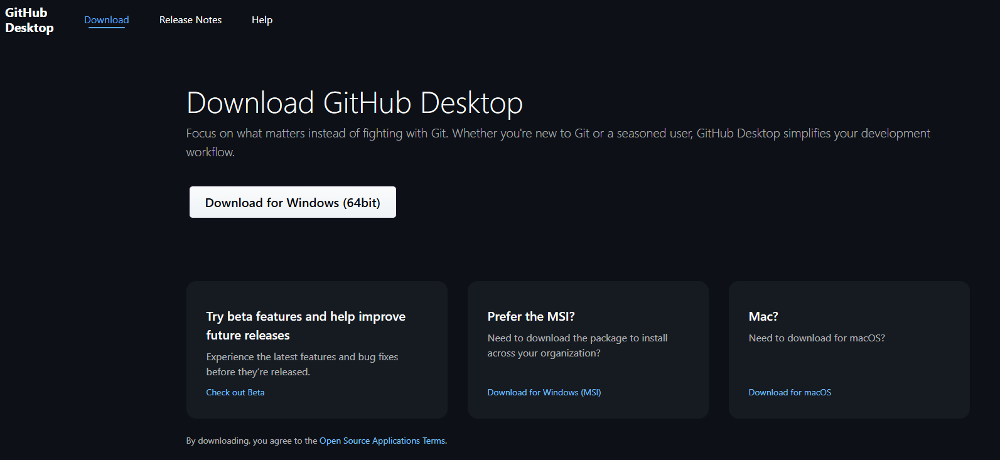 GitHub
Desktop
Download
Release Notes
Help
Download GitHub Desktop
Focus on what matters instead of fighting with Git. Whether you're new to Git or a seasoned user, GitHub Desktop simplifies your development
workflow.
Download for Windows (64bit)
Try beta features and help improve
future releases
Experience the latest features and bug fixes
before they’re released.
Check out Beta
Prefer the MSI?
Need to download the package to install
across your organization?
Download for Windows (MSI)
Mac?
Need to download for macOS?
Download for macOS
By downloading, you agree to the Open Source Applications Terms.